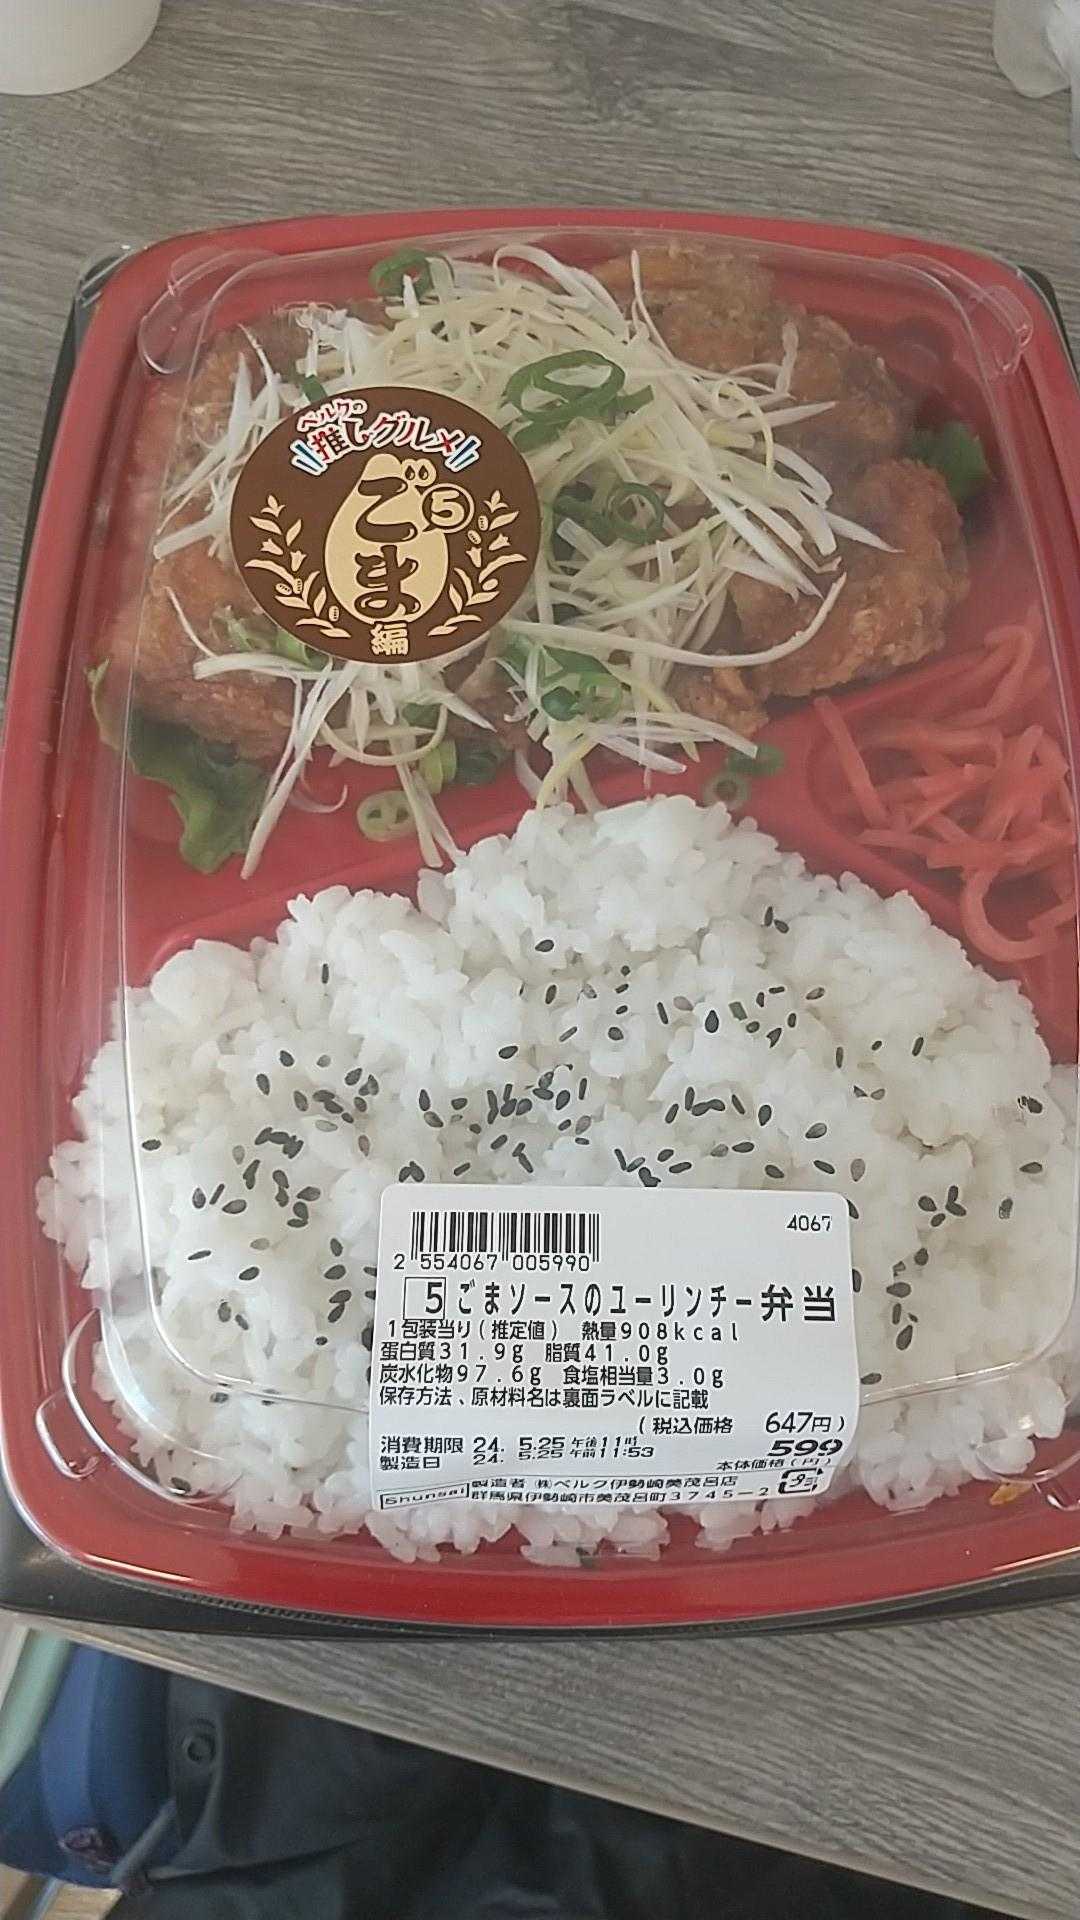 ベルクの
推しグルメ
ごま
5
編
4067
2 554067 005990
5 ごまソースのユーリンチー弁当
1包装当り(推定値) 熱量908kcal
蛋白質31.9g 脂質41.0g
炭水化物97.6g 食塩相当量3.0g
保存方法、原材料名は裏面ラベルに記載
(税込価格 647円)
消費期限 24. 5.25 午後11時
599
製造日 24. 5.25 午前11:53
本体価格(円)
Shunsai
製造者 ㈱ベルク伊勢崎美茂呂店
群馬県伊勢崎市美茂呂町3745-2